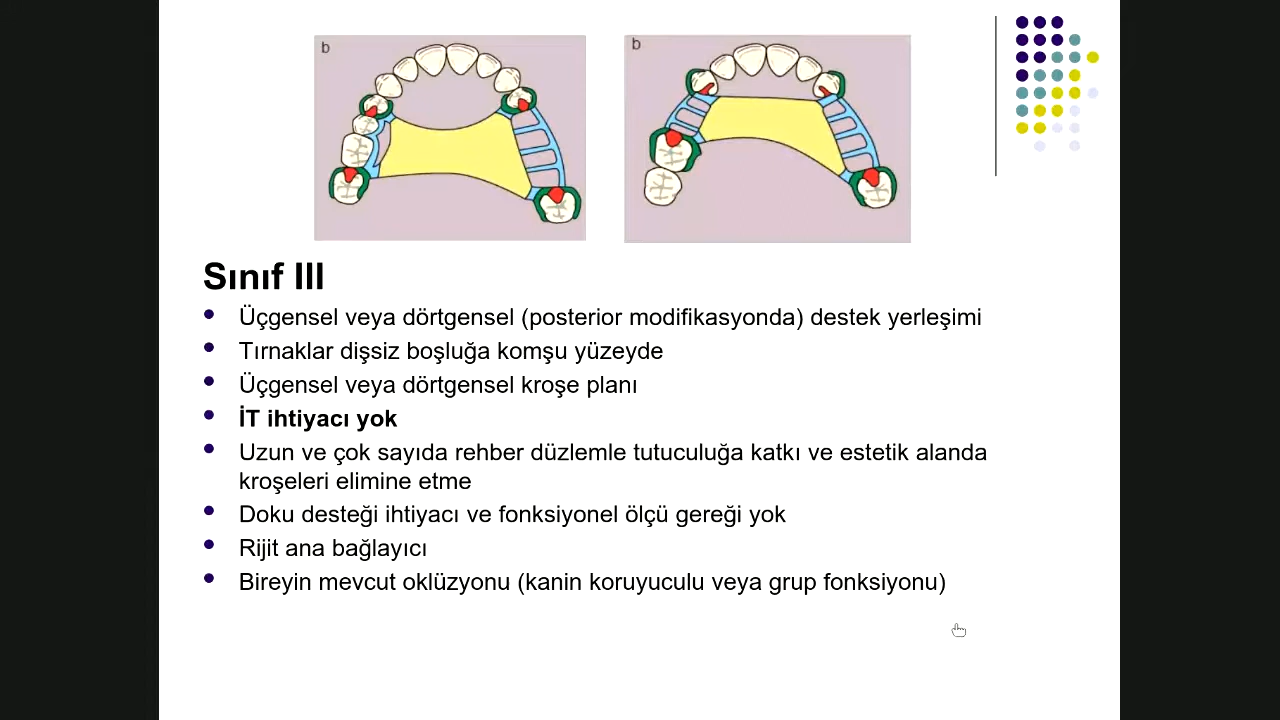 b
b
Sınıf III
Üçgensel veya dörtgensel (posterior modifikasyonda) destek yerleşimi
Tırnaklar dişsiz boşluğa komşu yüzeyde
Üçgensel veya dörtgensel kroşe planı
İT ihtiyacı yok
Uzun ve çok sayıda rehber düzlemle tutuculuğa katkı ve estetik alanda
kroşeleri elimine etme
Doku desteği ihtiyacı ve fonksiyonel ölçü gereği yok
Rijit ana bağlayıcı
Bireyin mevcut oklüzyonu (kanin koruyuculu veya grup fonksiyonu)